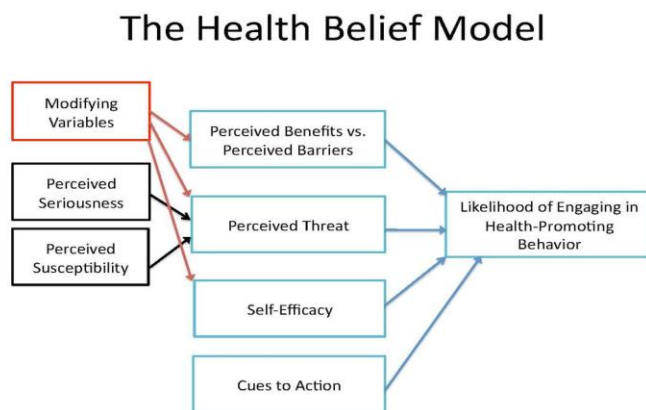 The Health Belief Model
Modifying
Variables
Perceived Benefits vs.
Perceived Barriers
Perceived
Seriousness
Perceived Threat
Likelihood of Engaging in
Health-Promoting
Behavior
Perceived
Susceptibility
Self-Efficacy
Cues to Action